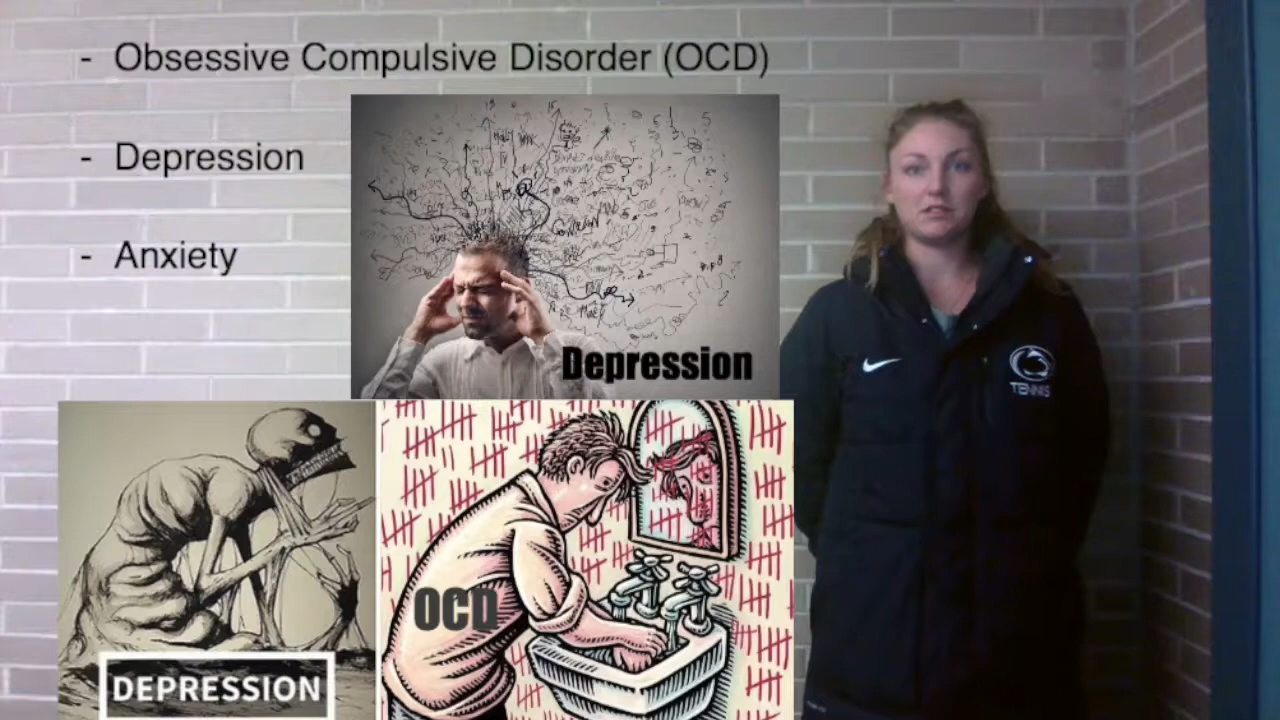 - Obsessive Compulsive Disorder (OCD)
- Depression
- Anxiety
Depression
TENNIS
OCD
DEPRESSION